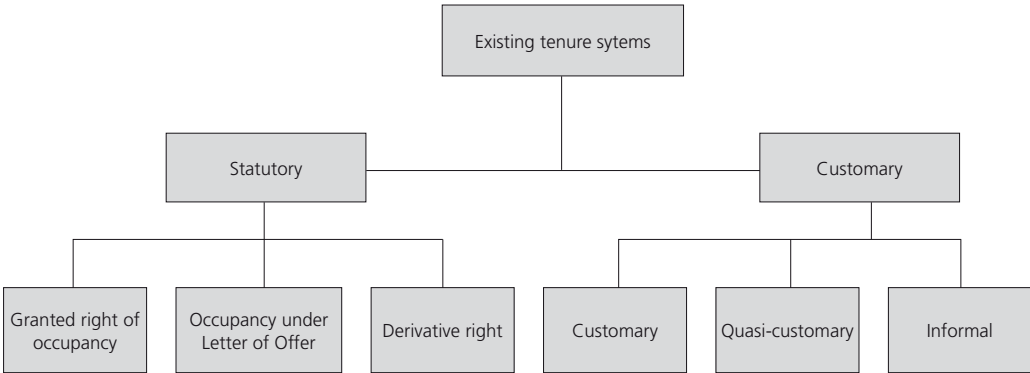 Existing tenure sytems
Statutory
Customary
Granted right of
occupancy
Occupancy under
Letter of Offer
Derivative right
Customary
Quasi-customary
Informal